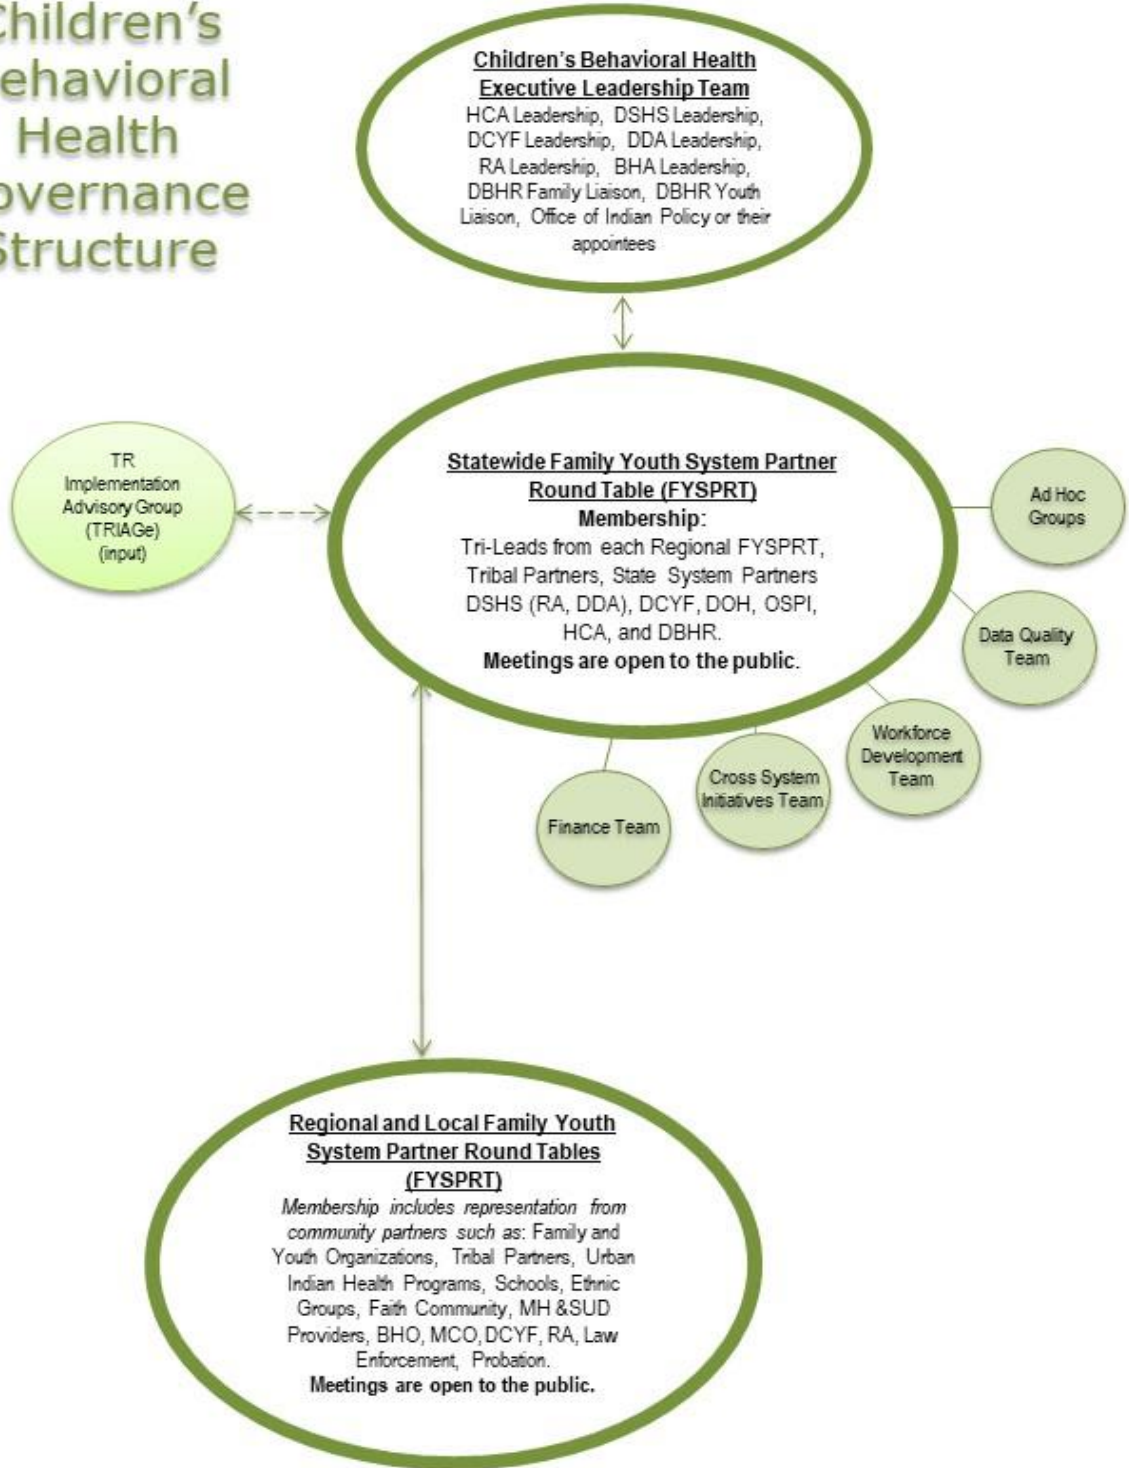 Children's
Behavioral
Health
Governance
Structure
Children's Behavioral Health
Executive Leadership Team
HCA Leadership, DSHS Leadership,
DCYF Leadership, DDA Leadership,
RA Leadership, BHA Leadership,
DBHR Family Liaison, DBHR Youth
Liaison, Office of Indian Policy or their
appointees
TR
Implementation
Advisory Group
(TRIAGe)
(input)
Statewide Family Youth System Partner
Round Table (FYSPRT)
Membership:
Tri-Leads from each Regional FYSPRT,
Tribal Partners, State System Partners
DSHS (RA, DDA), DCYF, DOH, OSPI,
HCA, and DBHR.
Meetings are open to the public.
Ad Hoc
Groups
Data Quality
Team
Workforce
Development
Team
Cross System
Initiatives Team
Finance Team
Regional and Local Family Youth
System Partner Round Tables
(FYSPRT)
Membership includes representation from
community partners such as: Family and
Youth Organizations, Tribal Partners, Urban
Indian Health Programs, Schools, Ethnic
Groups, Faith Community, MH &SUD
Providers, BHO, MCO, DCYF, RA, Law
Enforcement, Probation.
Meetings are open to the public.